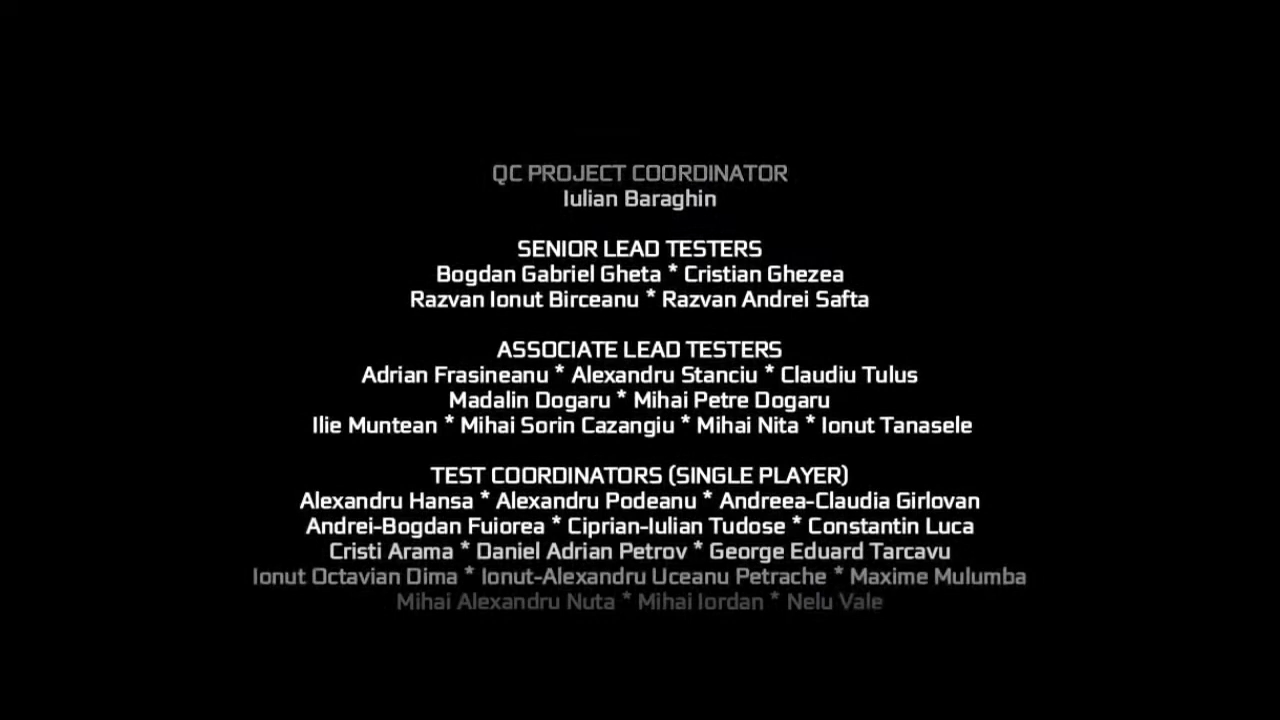 QC PROJECT COORDINATOR
Iulian Baraghin
SENIOR LEAD TESTERS
Bogdan Gabriel Gheta * Cristian Ghezea
Razvan Ionut Birceanu * Razvan Andrei Safta
ASSOCIATE LEAD TESTERS
Adrian Frasineanu * Alexandru Stanciu * Claudiu Tulus
Madalin Dogaru * Mihai Petre Dogaru
Ilie Muntean * Mihai Sorin Cazangiu * Mihai Nita * Ionut Tanasele
TEST COORDINATORS (SINGLE PLAYER)
Alexandru Hansa * Alexandru Podeanu * Andreea-Claudia Girlovan
Andrei-Bogdan Fuiorea * Ciprian-Iulian Tudose * Constantin Luca
Cristi Arama * Daniel Adrian Petrov * George Eduard Tarcavu
Ionut Octavian Dima * Ionut-Alexandru Uceanu Petrache * Maxime Mulumba
Mihai Alexandru Nuta * Mihai Iordan * Nelu Vale